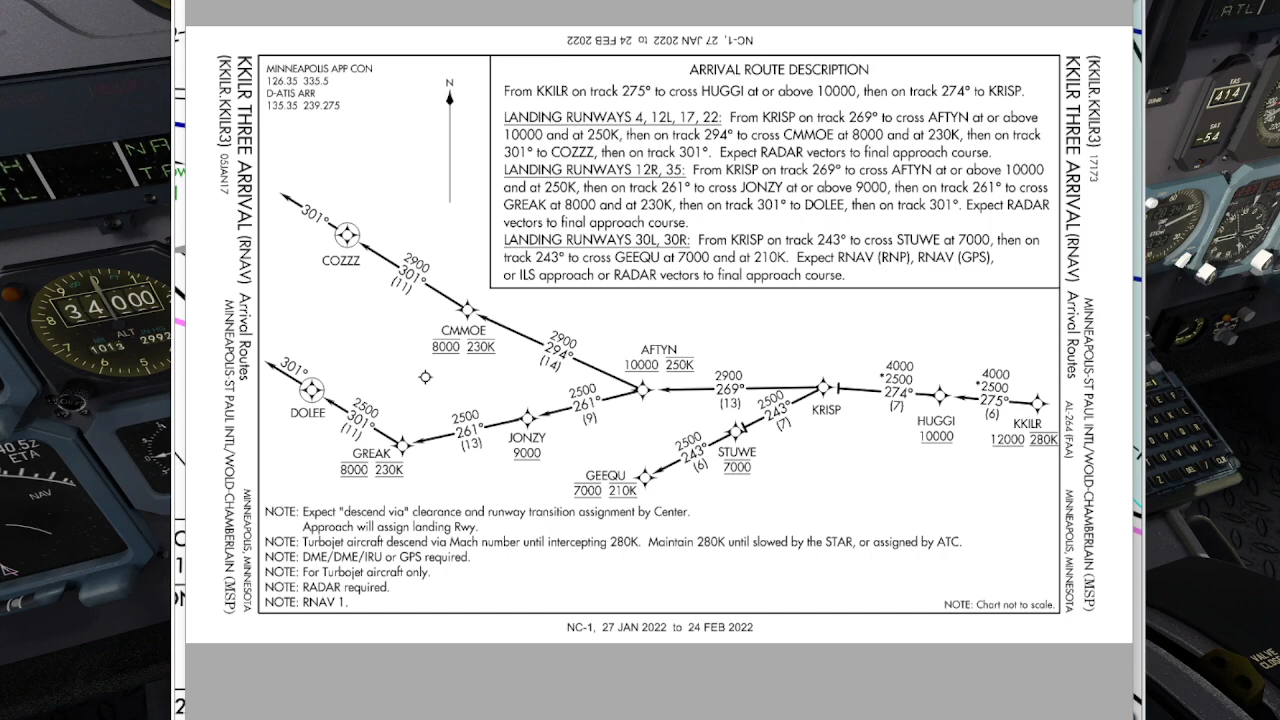 NC-1, 27 JAN 2022 to 24 FEB 2022
(KKILR.KKILR3) 05JAN17
KKILR THREE ARRIVAL (RNAV) Arrival Routes
MINNEAPOLIS-ST PAUL INTL/WOLD-CHAMBERLAIN (MSP)
MINNEAPOLIS, MINNESOTA
MINNEAPOLIS APP CON
126.35 335.5
D-ATIS ARR
135.35 239.275
N
ARRIVAL ROUTE DESCRIPTION
From KKILR on track 275° to cross HUGGI at or above 10000, then on track 274° to KRISP.
LANDING RUNWAYS 4, 12L, 17, 22: From KRISP on track 269° to cross AFTYN at or above
10000 and at 250K, then on track 294° to cross CMMOE at 8000 and at 230K, then on track
301° to COZZZ, then on track 301°. Expect RADAR vectors to final approach course.
LANDING RUNWAYS 12R, 35: From KRISP on track 269° to cross AFTYN at or above 10000
and at 250K, then on track 261° to cross JONZY at or above 9000, then on track 261° to cross
GREAK at 8000 and at 230K, then on track 301° to DOLEE, then on track 301°. Expect RADAR
vectors to final approach course.
LANDING RUNWAYS 30L, 30R: From KRISP on track 243° to cross STUWE at 7000, then on
track 243° to cross GEEQU at 7000 and at 210K. Expect RNAV (RNP), RNAV (GPS),
or ILS approach or RADAR vectors to final approach course.
301°
COZZZ
2900
301°
(11)
CMMOE
8000 230K
2900
294°
(14)
AFTYN
10000 250K
2900
269°
(13)
KRISP
4000
*2500
274°
(7)
HUGGI
10000
4000
*2500
275°
(6)
KKILR
12000 280K
301°
DOLEE
2500
301°
(11)
GREAK
8000 230K
2500
261°
(13)
JONZY
9000
2500
261°
(9)
2500
243°
(7)
STUWE
7000
2500
243°
(6)
GEEQU
7000 210K
NOTE: Expect "descend via" clearance and runway transition assignment by Center.
Approach will assign landing Rwy.
NOTE: Turbojet aircraft descend via Mach number until intercepting 280K. Maintain 280K until slowed by the STAR, or assigned by ATC.
NOTE: DME/DME/IRU or GPS required.
NOTE: For Turbojet aircraft only.
NOTE: RADAR required.
NOTE: RNAV 1.
NOTE: Chart not to scale.
KKILR THREE ARRIVAL (RNAV) Arrival Routes
(KKILR.KKILR3) 17173
AL-264 (FAA)
MINNEAPOLIS-ST PAUL INTL/WOLD-CHAMBERLAIN (MSP)
MINNEAPOLIS, MINNESOTA
NC-1, 27 JAN 2022 to 24 FEB 2022
34000
ALT
IN HG
1013 2992
40.5z
ETA
NAV
NA
TAS
414
SAT
-54
ATL
VALVE